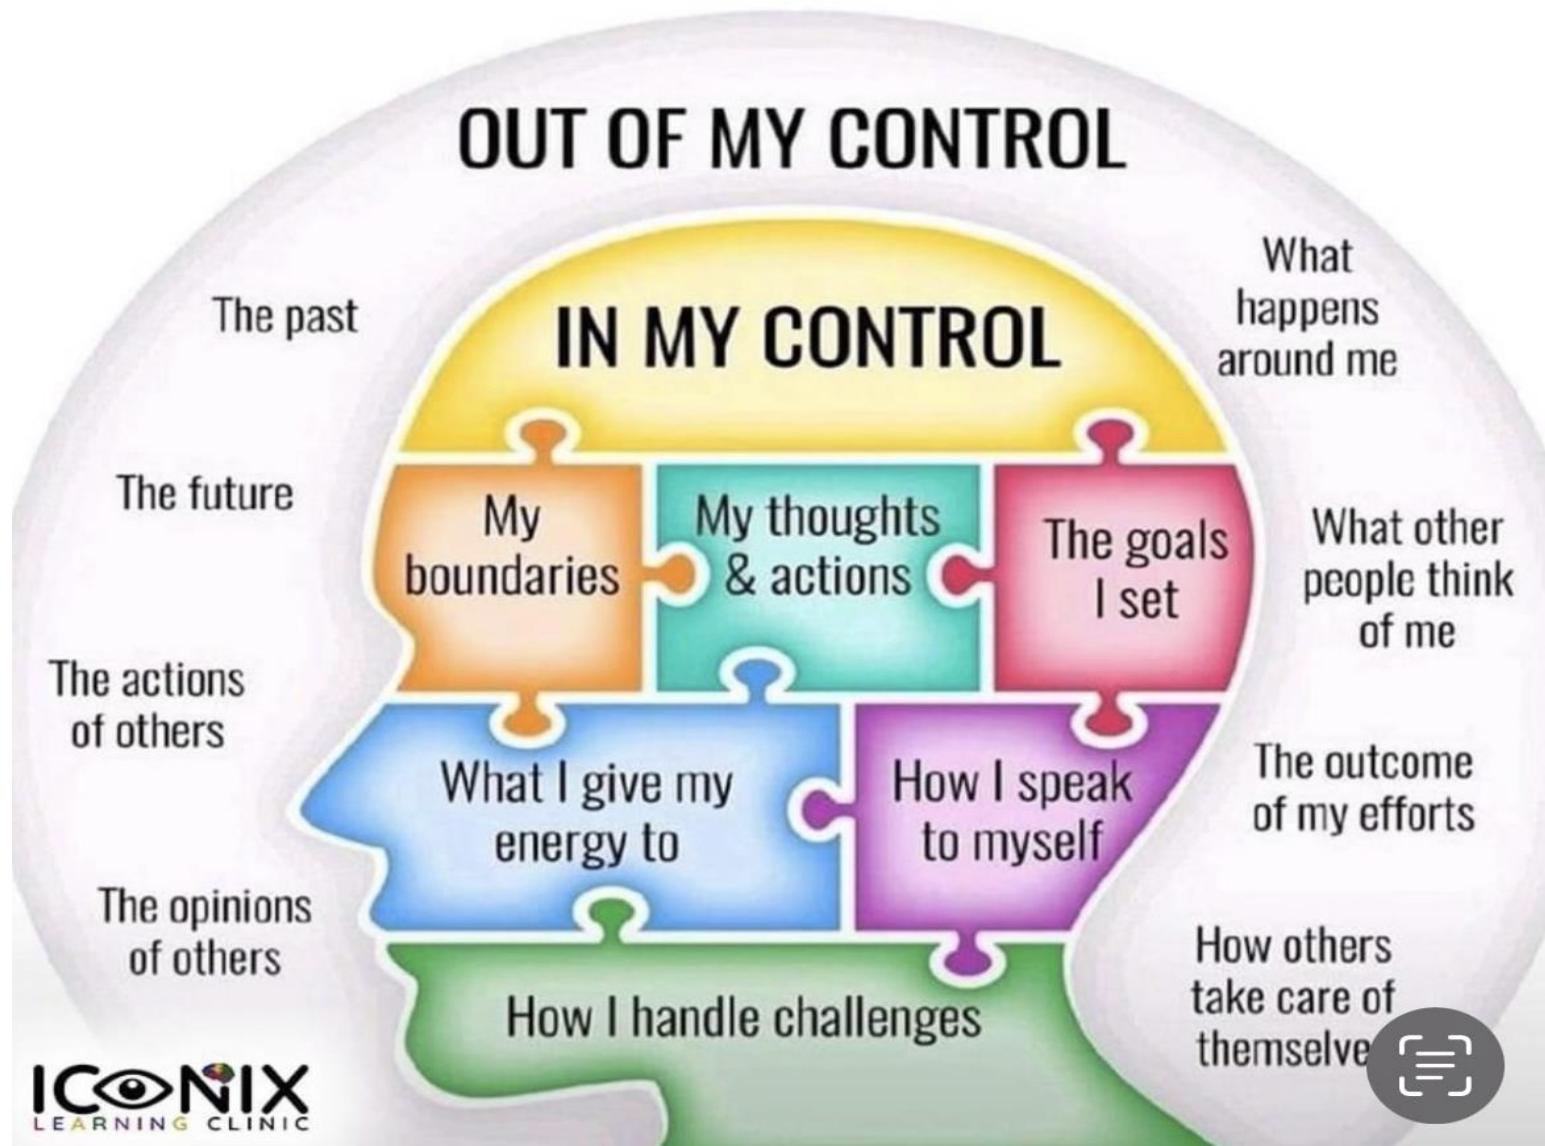 OUT OF MY CONTROL
The past
The future
The actions
of others
The opinions
of others
IN MY CONTROL
My
boundaries
My thoughts
& actions
The goals
I set
What I give my
energy to
How I speak
to myself
How I handle challenges
What
happens
around me
What other
people think
of me
The outcome
of my efforts
How others
take care of
themselve
ICONIX
LEARNING CLINIC